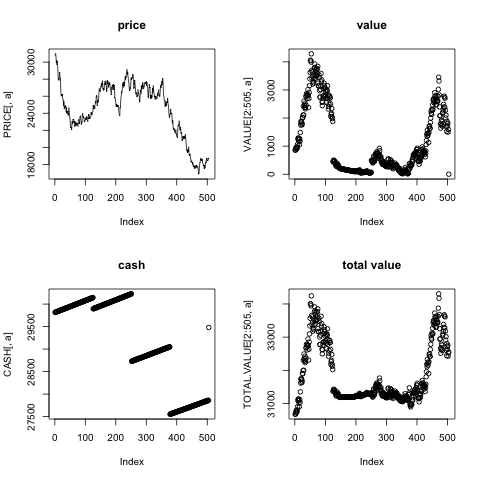 price
PRICE[, a]
18000 24000 30000
0 100 200 300 400 500
Index
value
VALUE[2:505, a]
0 1000 3000
0 100 200 300 400 500
Index
cash
CASH[, a]
27500 28500 29500
0 100 200 300 400 500
Index
total value
TOTAL.VALUE[2:505, a]
31000 33000
0 100 200 300 400 500
Index